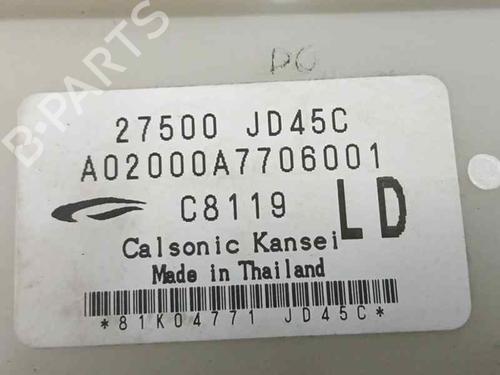 B-PARTS
DC
27500 JD45C
A02000A7706001
C8119
LD
Calsonic Kansei
Made in Thailand
*81K04771 JD45C*